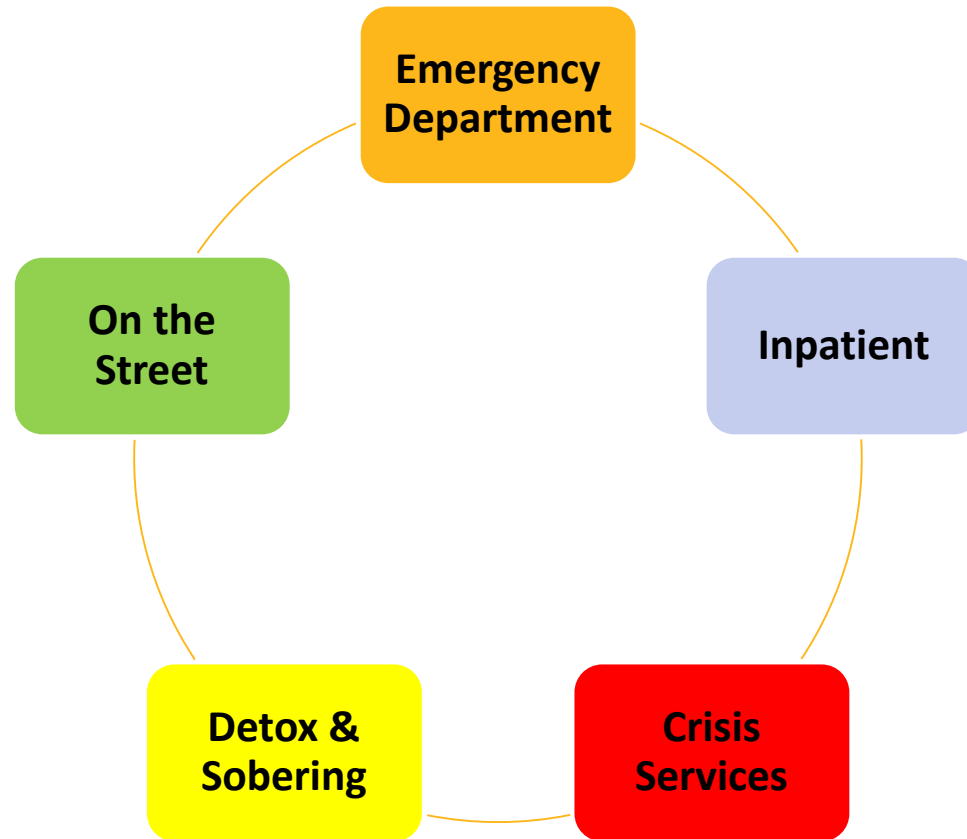 Emergency
Department
On the
Street
Inpatient
Detox &
Sobering
Crisis
Services